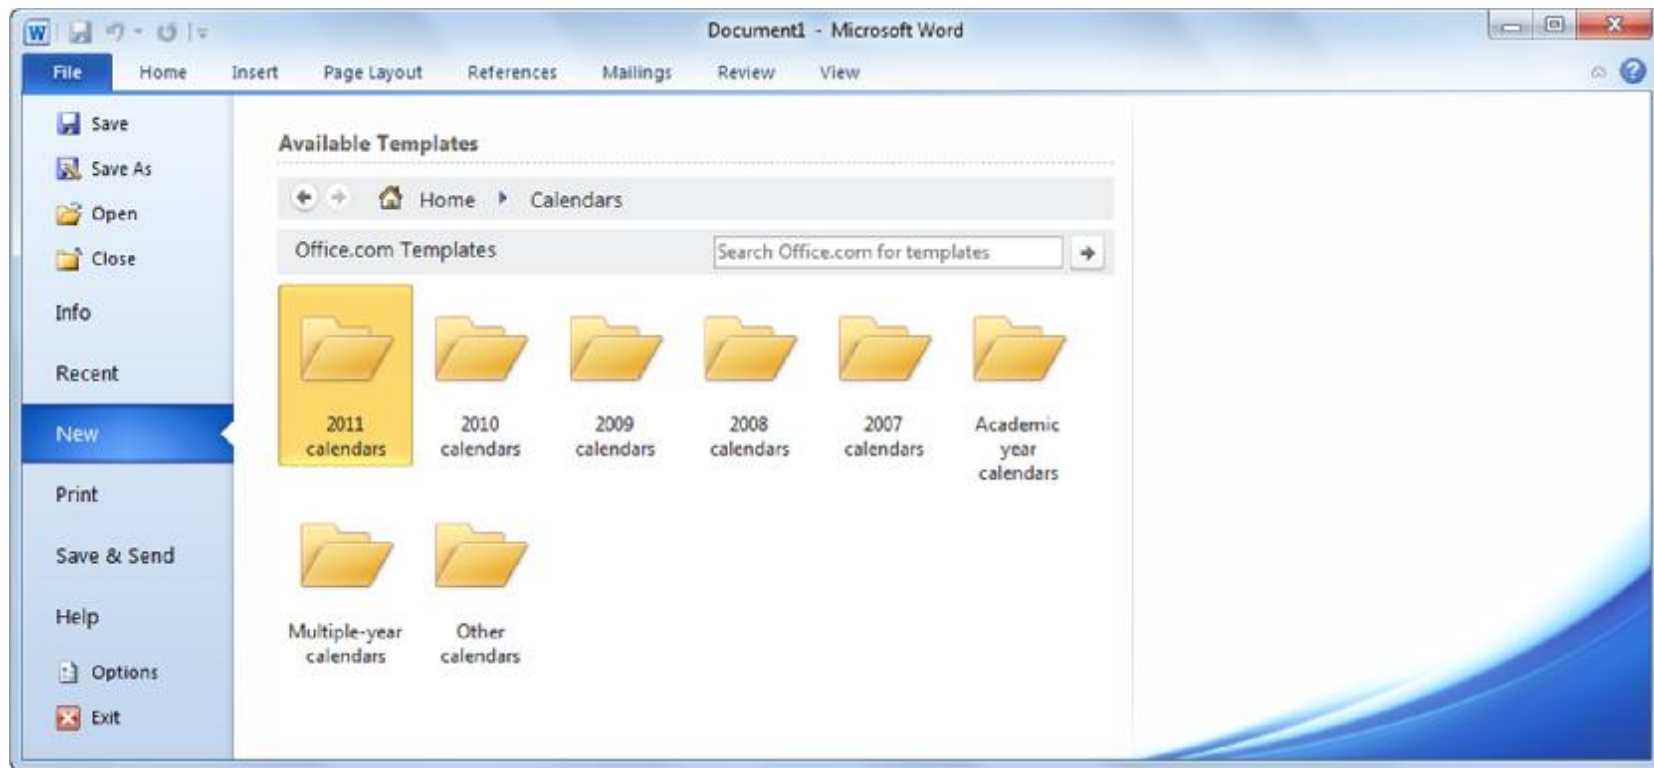 W
Document1 - Microsoft Word
File Home Insert Page Layout References Mailings Review View
?
Save
Save As
Open
Close
Info
Recent
New
Print
Save & Send
Help
Options
Exit
Available Templates
Home Calendars
Office.com Templates Search Office.com for templates
2011
calendars
2010
calendars
2009
calendars
2008
calendars
2007
calendars
Academic
year
calendars
Multiple-year
calendars
Other
calendars